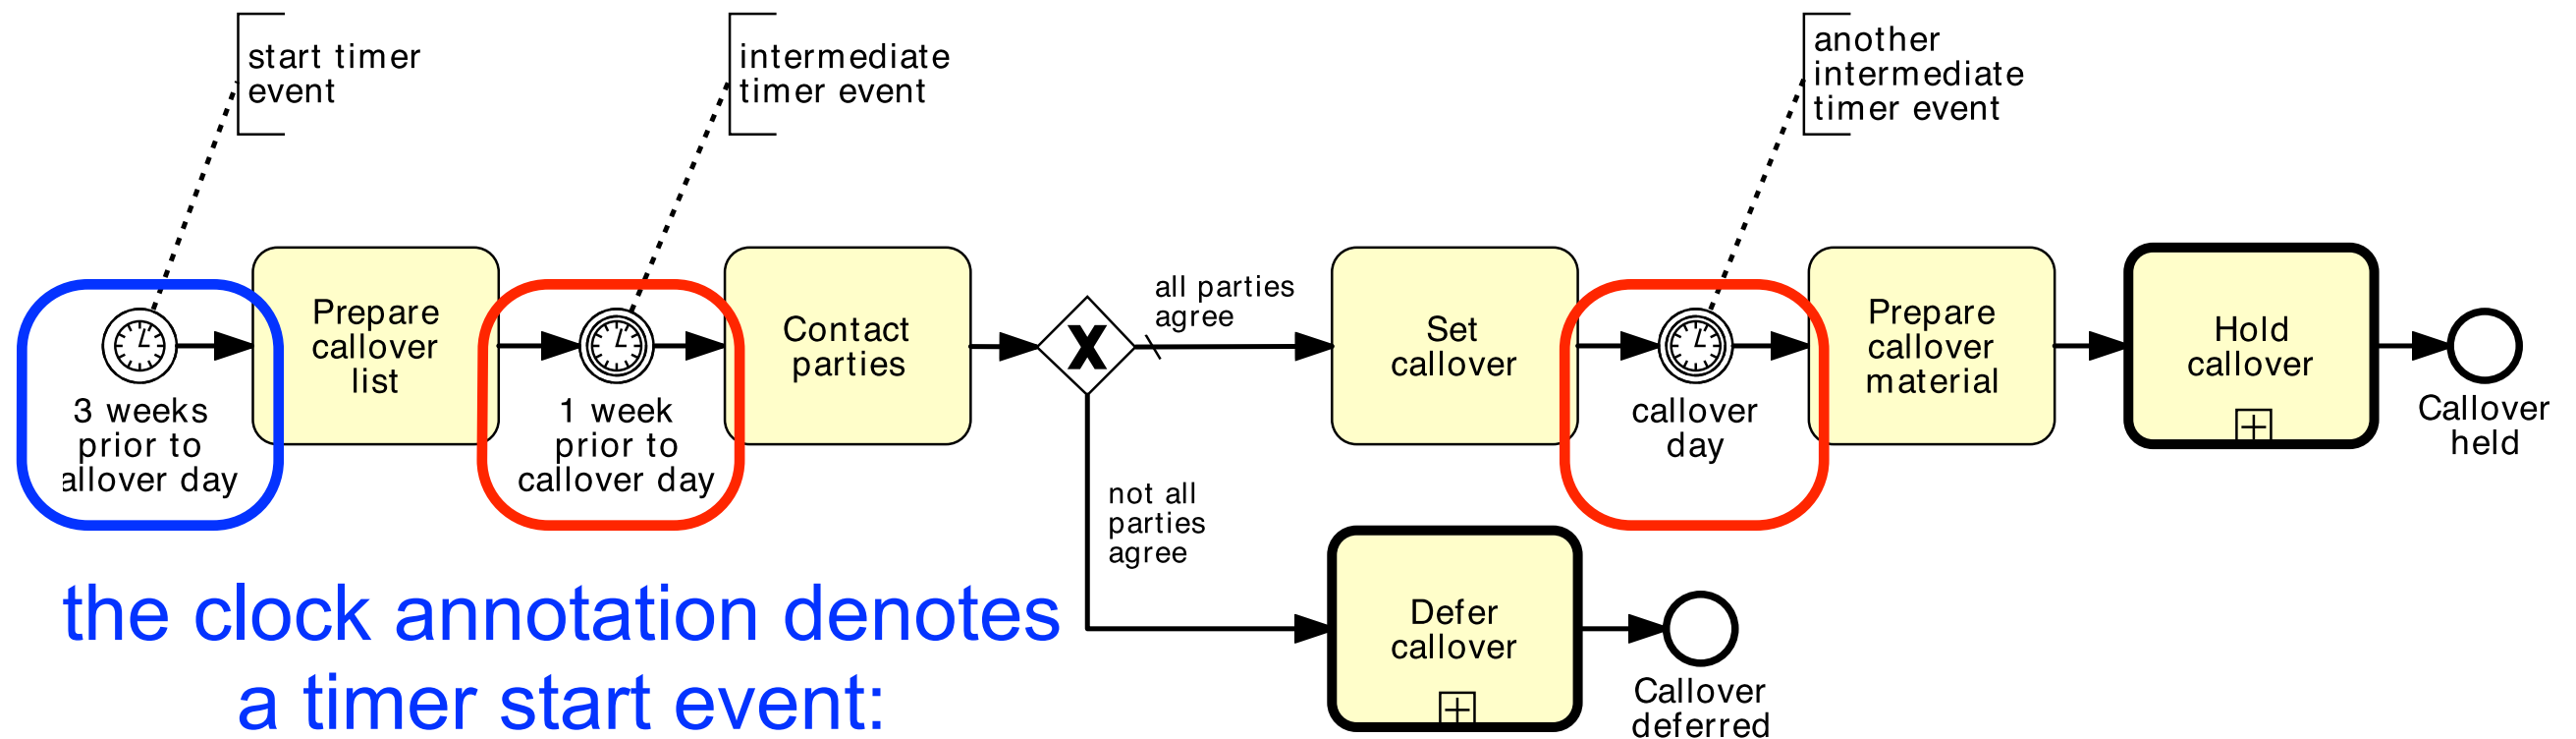 start timer
event
intermediate
timer event
another
intermediate
timer event
3 weeks
prior to
allover day
Prepare
callover
list
1 week
prior to
callover day
Contact
parties
X
all parties
agree
not all
parties
agree
Set
callover
callover
day
Prepare
callover
material
Hold
callover
Callover
held
Defer
callover
Callover
deferred
the clock annotation denotes
a timer start event: